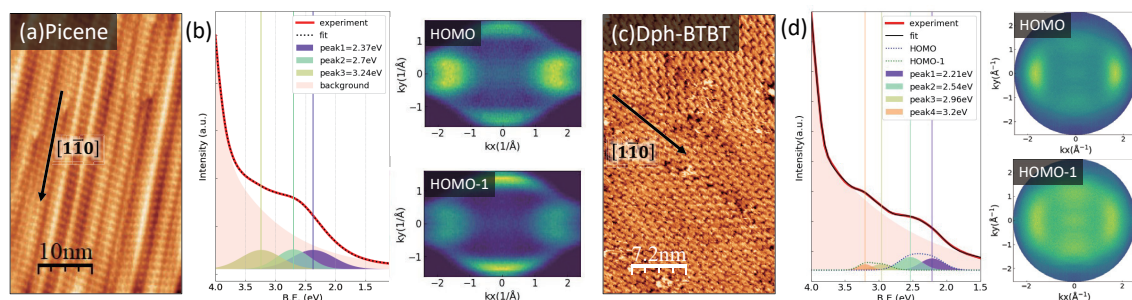 (a)Picene
[11̄0]
10nm
(b)
Intensity (a.u.)
experiment
fit
peak1=2.37eV
peak2=2.7eV
peak3=3.24eV
background
4.0 3.5 3.0 2.5 2.0 1.5
B.E. (eV)
HOMO
ky(1/Å)
1
0
−1
−2 −1 0 1 2
kx(1/Å)
HOMO-1
ky(1/Å)
1
0
−1
−2 −1 0 1 2
kx(1/Å)
(c)Dph-BTBT
[11̄0]
7.2nm
(d)
Intensity(a.u.)
experiment
fit
HOMO
HOMO-1
peak1=2.21eV
peak2=2.54eV
peak3=2.96eV
peak4=3.2eV
4.0 3.5 3.0 2.5 2.0 1.5
B.E. (eV)
HOMO
ky(Å⁻¹)
2
1
0
−1
−2
−2 0 2
kx(Å⁻¹)
HOMO-1
ky(Å⁻¹)
2
1
0
−1
−2
−2 0 2
kx(Å⁻¹)